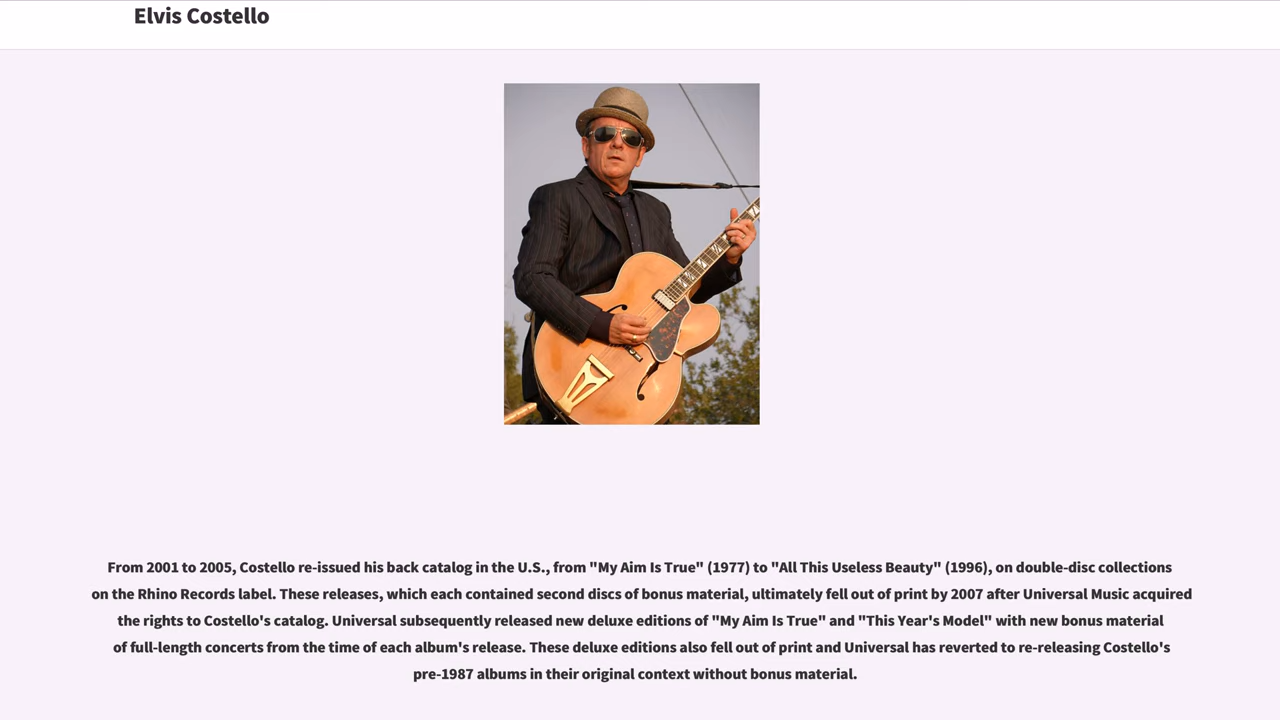 Elvis Costello
From 2001 to 2005, Costello re-issued his back catalog in the U.S., from "My Aim Is True" (1977) to "All This Useless Beauty" (1996), on double-disc collections
on the Rhino Records label. These releases, which each contained second discs of bonus material, ultimately fell out of print by 2007 after Universal Music acquired
the rights to Costello's catalog. Universal subsequently released new deluxe editions of "My Aim Is True" and "This Year's Model" with new bonus material
of full-length concerts from the time of each album's release. These deluxe editions also fell out of print and Universal has reverted to re-releasing Costello's
pre-1987 albums in their original context without bonus material.